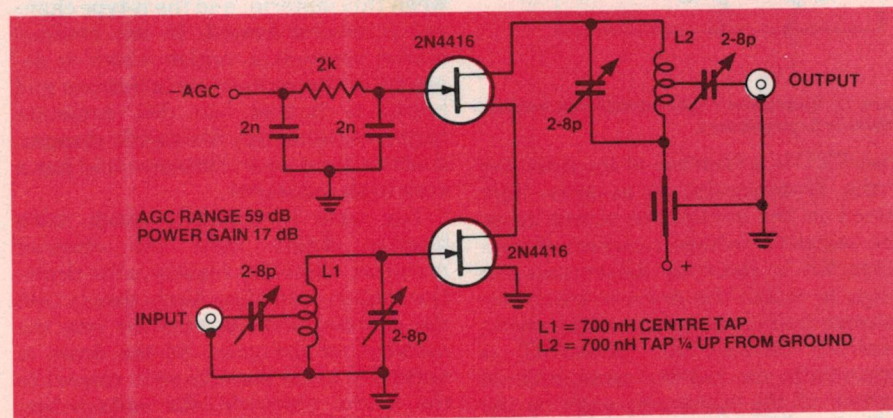 2N4416
L2
2-8p
2k
OUTPUT
–AGC
2-8p
2n
2n
AGC RANGE 59 dB
POWER GAIN 17 dB
2N4416
2-8p
L1
+
INPUT
2-8p
L1 = 700 nH CENTRE TAP
L2 = 700 nH TAP ¼ UP FROM GROUND